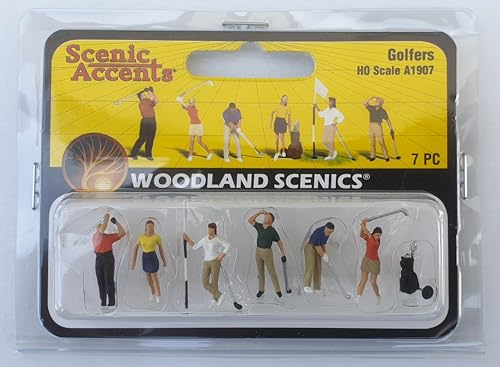 Scenic
Accents®
Golfers
HO Scale A1907
7 PC
WOODLAND SCENICS®